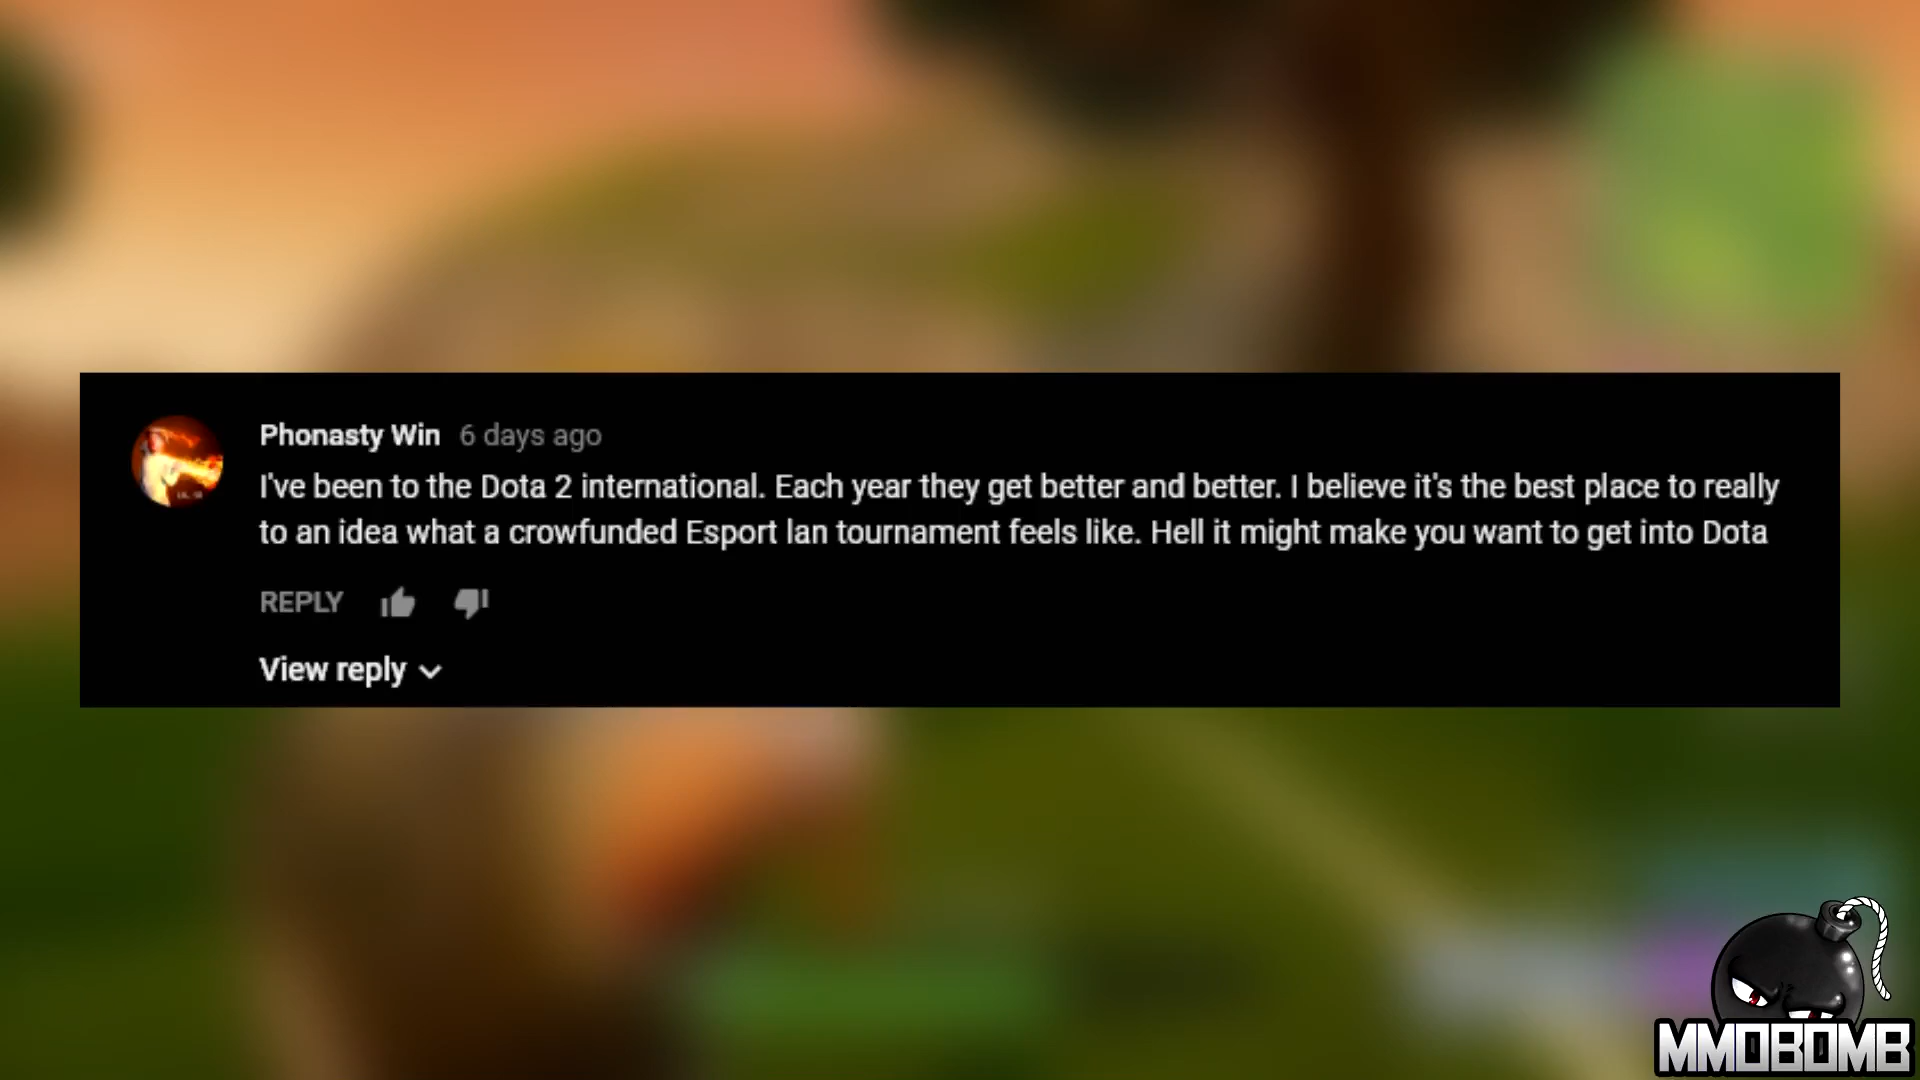 Phonasty Win 6 days ago
I've been to the Dota 2 international. Each year they get better and better. I believe it's the best place to really
to an idea what a crowfunded Esport lan tournament feels like. Hell it might make you want to get into Dota
REPLY
View reply
MMOBOMB